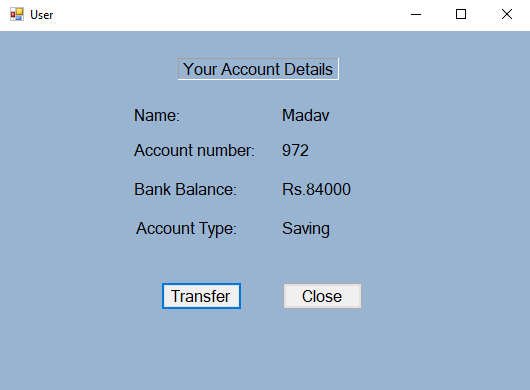 User
Your Account Details
Name: Madav
Account number: 972
Bank Balance: Rs.84000
Account Type: Saving
Transfer Close